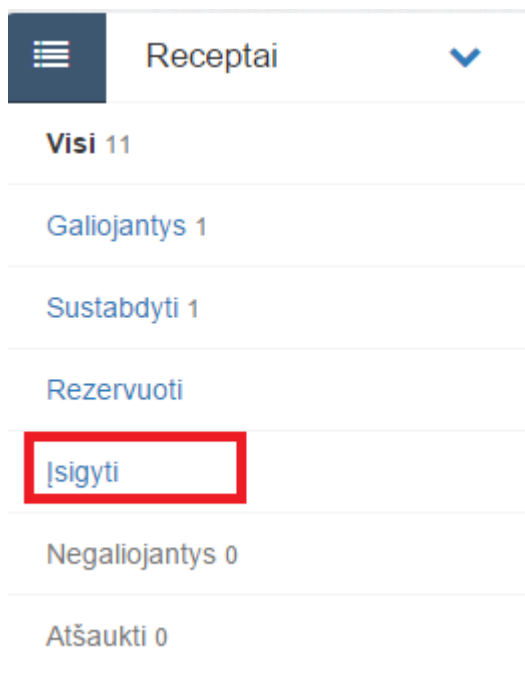 Receptai
Visi 11
Galiojantys 1
Sustabdyti 1
Rezervuoti
Įsigyti
Negaliojantys 0
Atšaukti 0